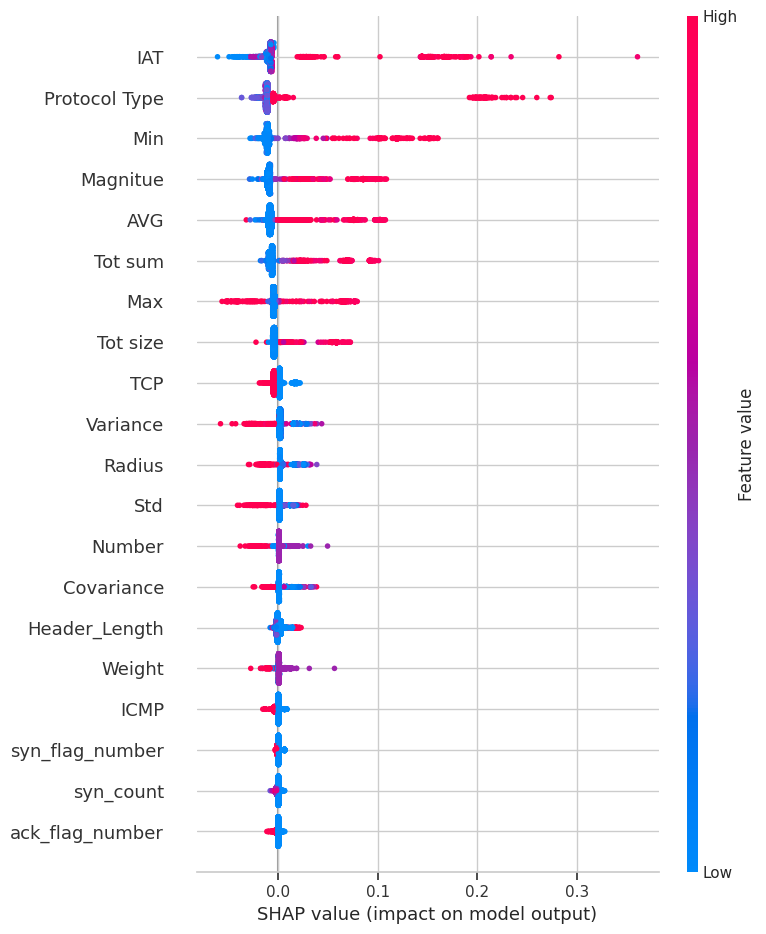 High
IAT
Protocol Type
Min
Magnitue
AVG
Tot sum
Max
Tot size
TCP
Variance
Radius
Std
Number
Covariance
Header_Length
Weight
ICMP
syn_flag_number
syn_count
ack_flag_number
Feature value
Low
0.0 0.1 0.2 0.3
SHAP value (impact on model output)